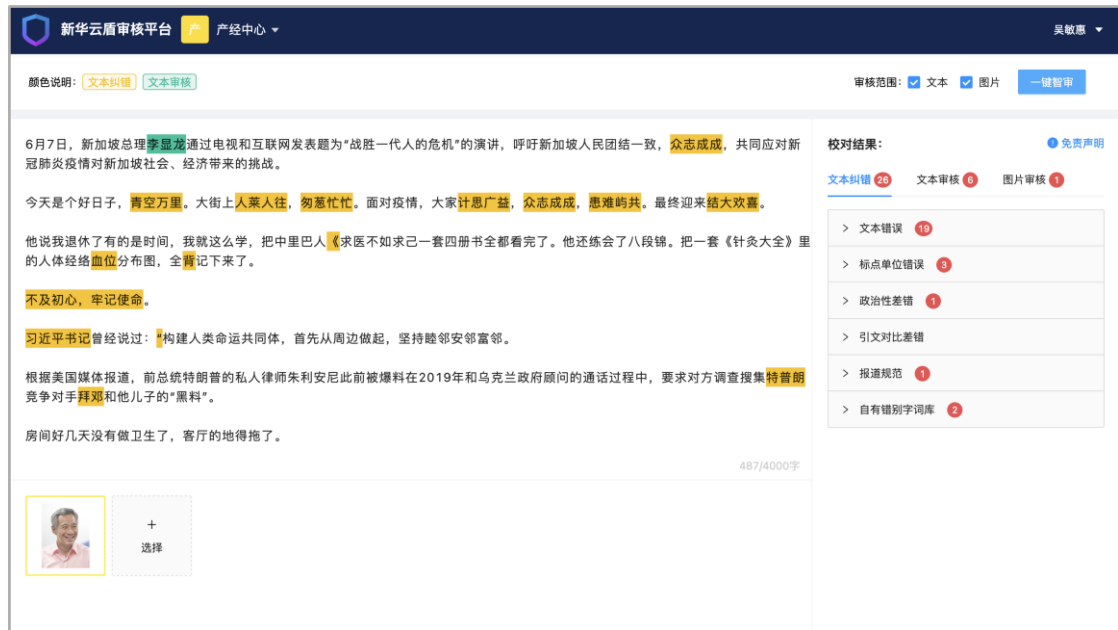 新华云盾审核平台 产 产经中心 吴敏惠
颜色说明： 文本纠错 文本审核 审核范围： 文本 图片 一键智审
6月7日，新加坡总理李显龙通过电视和互联网发表题为“战胜一代人的危机”的演讲，呼吁新加坡人民团结一致，众志成成，共同应对新
冠肺炎疫情对新加坡社会、经济带来的挑战。
今天是个好日子，青空万里。大街上人莱人往，匆葱忙忙。面对疫情，大家计思广益，众志成成，患难屿共。最终迎来结大欢喜。
他说我退休了有的是时间，我就这么学，把中里巴人《求医不如求己一套四册书全都看完了。他还练会了八段锦。把一套《针灸大全》里
的人体经络血位分布图，全背记下来了。
不及初心，牢记使命。
习近平书记曾经说过：“构建人类命运共同体，首先从周边做起，坚持睦邻安邻富邻。
根据美国媒体报道，前总统特朗普的私人律师朱利安尼此前被爆料在2019年和乌克兰政府顾问的通话过程中，要求对方调查搜集特普朗
竞争对手拜邓和他儿子的“黑料”。
房间好几天没有做卫生了，客厅的地得拖了。
487/4000字
+
选择
校对结果： 免责声明
文本纠错 26 文本审核 6 图片审核 1
文本错误 19
标点单位错误 3
政治性差错 1
引文对比差错
报道规范 1
自有错别字词库 2